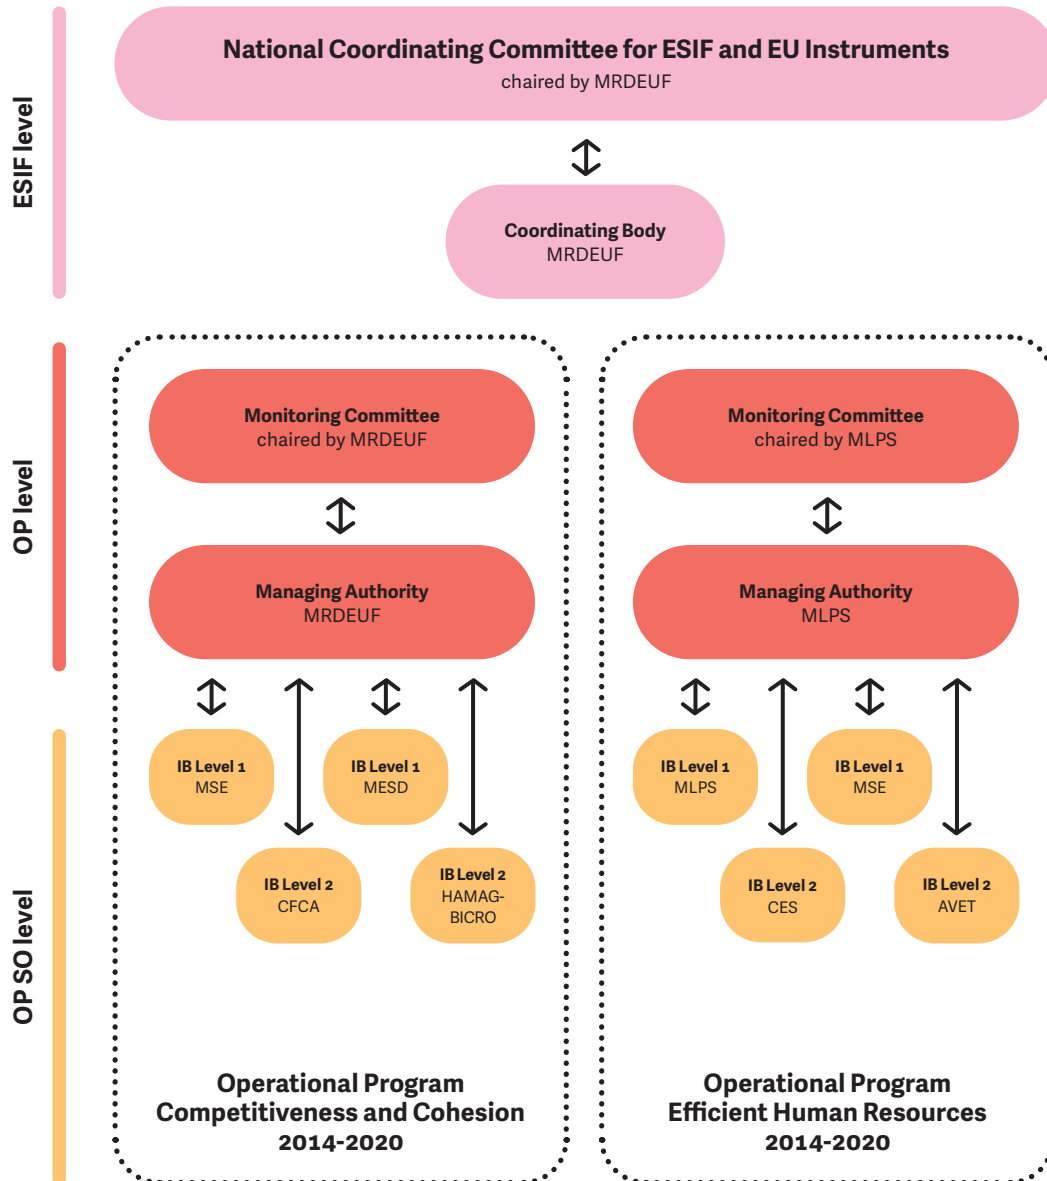 ESIF level
National Coordinating Committee for ESIF and EU Instruments
chaired by MRDEUF
Coordinating Body
MRDEUF
OP level
Monitoring Committee
chaired by MRDEUF
Managing Authority
MRDEUF
Monitoring Committee
chaired by MLPS
Managing Authority
MLPS
OP SO level
IB Level 1
MSE
IB Level 1
MESD
IB Level 2
CFCA
IB Level 2
HAMAG-
BICRO
Operational Program
Competitiveness and Cohesion
2014-2020
IB Level 1
MLPS
IB Level 1
MSE
IB Level 2
CES
IB Level 2
AVET
Operational Program
Efficient Human Resources
2014-2020